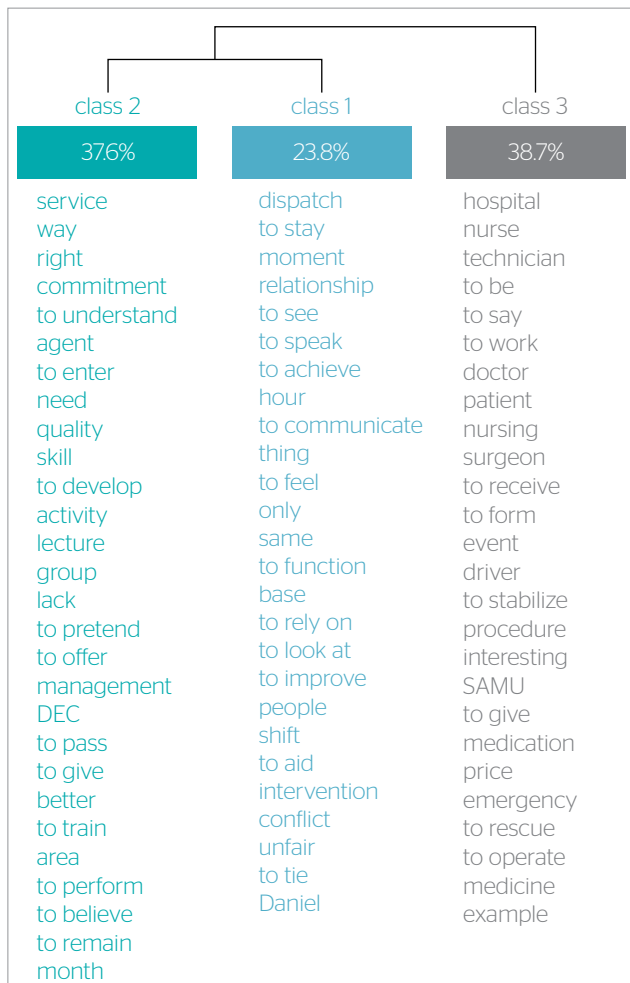 class 2
37.6%
service
way
right
commitment
to understand
agent
to enter
need
quality
skill
to develop
activity
lecture
group
lack
to pretend
to offer
management
DEC
to pass
to give
better
to train
area
to perform
to believe
to remain
month
class 1
23.8%
dispatch
to stay
moment
relationship
to see
to speak
to achieve
hour
to communicate
thing
to feel
only
same
to function
base
to rely on
to look at
to improve
people
shift
to aid
intervention
conflict
unfair
to tie
Daniel
class 3
38.7%
hospital
nurse
technician
to be
to say
to work
doctor
patient
nursing
surgeon
to receive
to form
event
driver
to stabilize
procedure
interesting
SAMU
to give
medication
price
emergency
to rescue
to operate
medicine
example